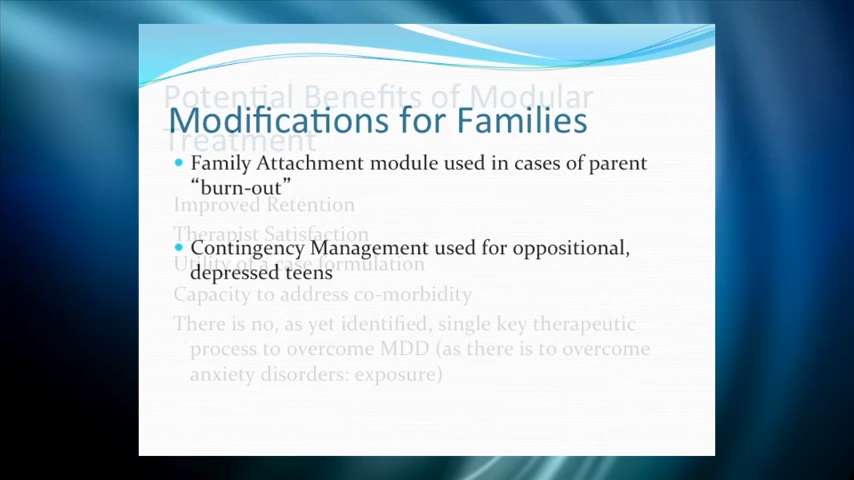 Potential Benefits of Modular
Treatment
Modifications for Families
• Family Attachment module used in cases of parent
“burn-out”
• Contingency Management used for oppositional,
depressed teens
Improved Retention
Therapist Satisfaction
Utility of a case formulation
Capacity to address co-morbidity
There is no, as yet identified, single key therapeutic
process to overcome MDD (as there is to overcome
anxiety disorders: exposure)